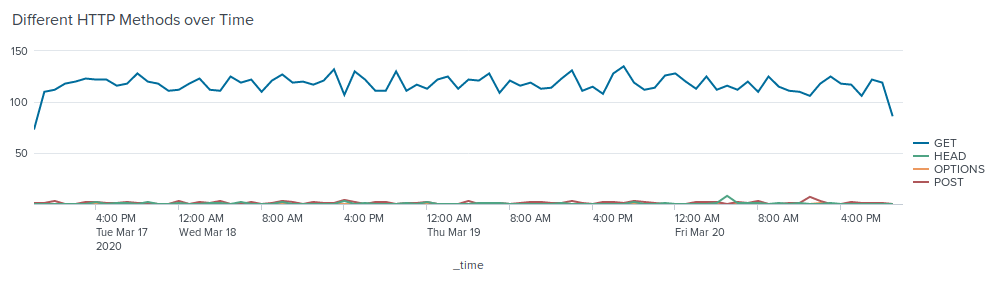 Different HTTP Methods over Time
150
100
50
GET
HEAD
OPTIONS
POST
4:00 PM 12:00 AM 8:00 AM 4:00 PM 12:00 AM 8:00 AM 4:00 PM 12:00 AM 8:00 AM 4:00 PM
Tue Mar 17 Wed Mar 18 Thu Mar 19 Fri Mar 20
2020
_time